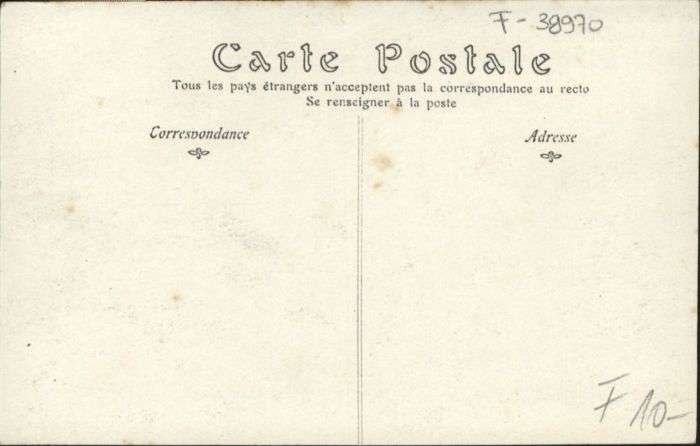 F-38970
Carte Postale
Tous les pays étrangers n'acceptent pas la correspondance au recto
Se renseigner à la poste
Correspondance
Adresse
F 10-